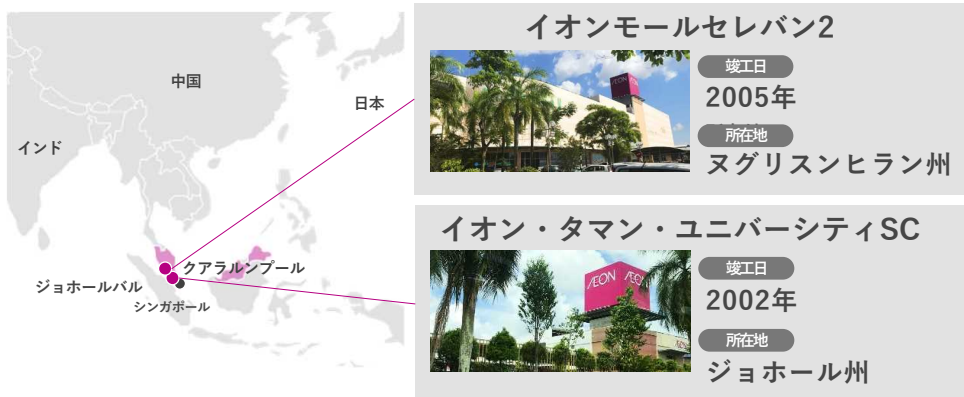 中国
日本
インド
クアラルンプール
ジョホールバル
シンガポール
イオンモールセレバン2
竣工日
2005年
所在地
ヌグリスンヒラン州
イオン・タマン・ユニバーシティSC
ÆON
竣工日
2002年
所在地
ジョホール州